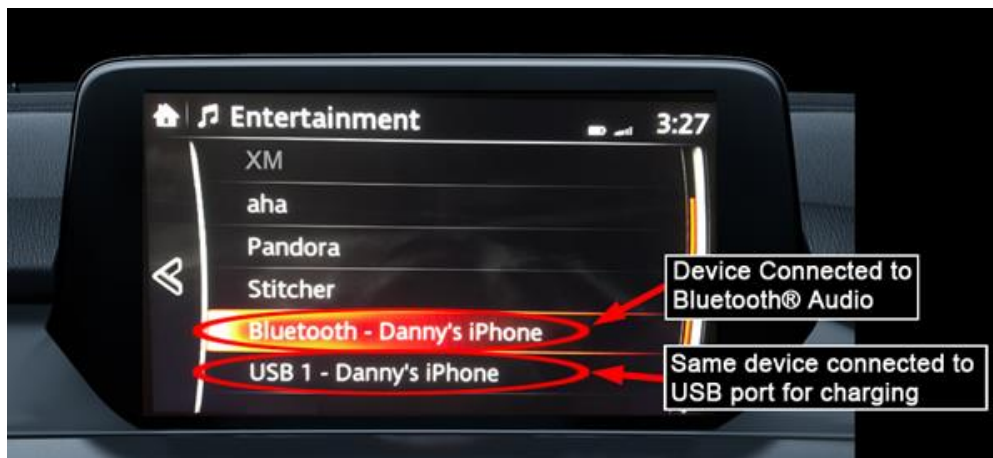 Entertainment 3:27
XM
aha
Pandora
Stitcher
Bluetooth - Danny's iPhone
USB 1 - Danny's iPhone
Device Connected to
Bluetooth® Audio
Same device connected to
USB port for charging